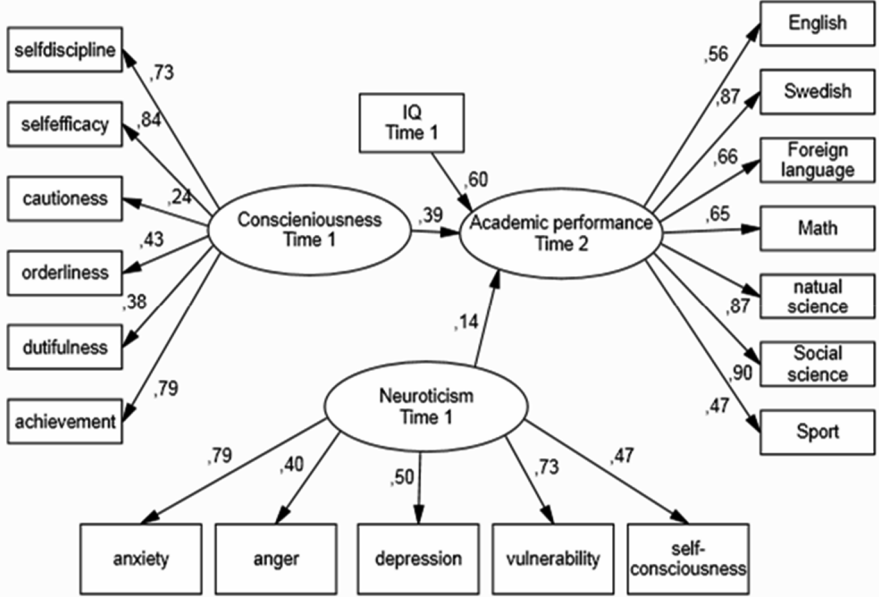 selfdiscipline
selfefficacy
cautioness
orderliness
dutifulness
achievement
,73
,84
,24
,43
,38
,79
Conscieniousness
Time 1
IQ
Time 1
,60
,39
Academic performance
Time 2
,14
Neuroticism
Time 1
,79
,40
,50
,73
,47
anxiety
anger
depression
vulnerability
self-
consciousness
,56
,87
,66
,65
,87
,90
,47
English
Swedish
Foreign
language
Math
natual
science
Social
science
Sport